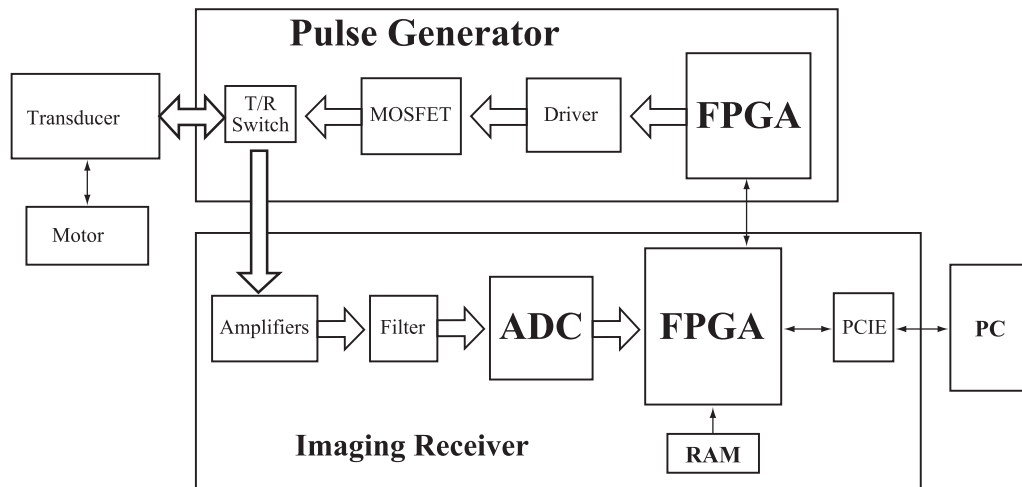 Pulse Generator
Transducer
T/R
Switch
MOSFET
Driver
FPGA
Motor
Amplifiers
Filter
ADC
FPGA
PCIE
PC
RAM
Imaging Receiver